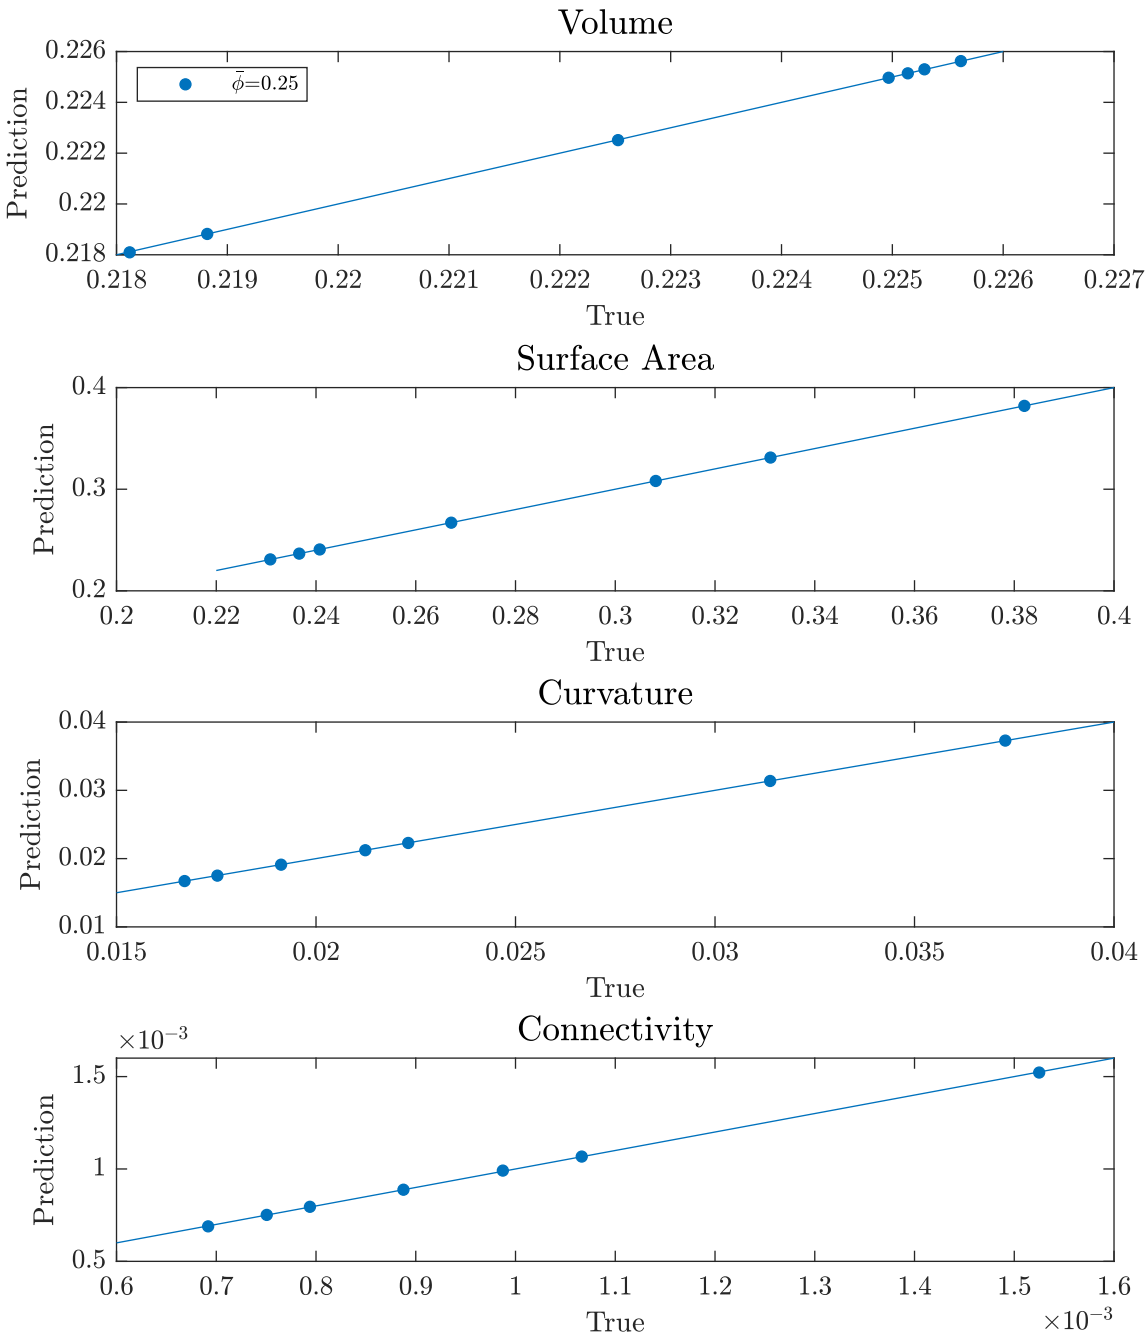 Volume
0.226
0.224
0.222
0.22
0.218
Prediction
ϕ̄=0.25
0.218 0.219 0.22 0.221 0.222 0.223 0.224 0.225 0.226 0.227
True
Surface Area
0.4
0.3
0.2
Prediction
0.2 0.22 0.24 0.26 0.28 0.3 0.32 0.34 0.36 0.38 0.4
True
Curvature
0.04
0.03
0.02
0.01
Prediction
0.015 0.02 0.025 0.03 0.035 0.04
True
Connectivity
×10⁻³
1.5
1
0.5
Prediction
0.6 0.7 0.8 0.9 1 1.1 1.2 1.3 1.4 1.5 1.6
True
×10⁻³